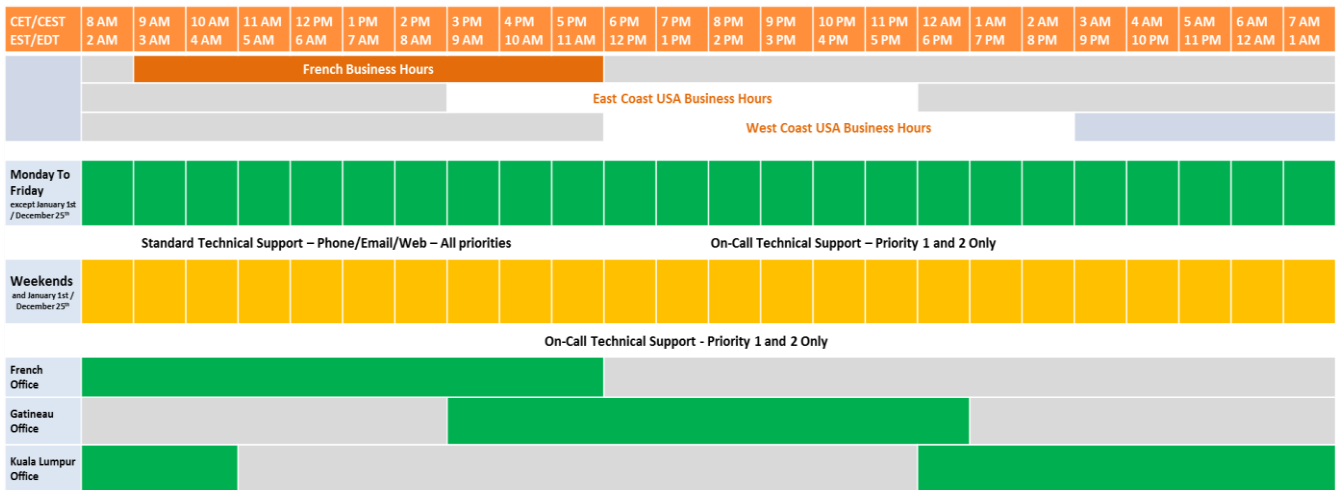 CET/CEST 8 AM 9 AM 10 AM 11 AM 12 PM 1 PM 2 PM 3 PM 4 PM 5 PM 6 PM 7 PM 8 PM 9 PM 10 PM 11 PM 12 AM 1 AM 2 AM 3 AM 4 AM 5 AM 6 AM 7 AM
EST/EDT 2 AM 3 AM 4 AM 5 AM 6 AM 7 AM 8 AM 9 AM 10 AM 11 AM 12 PM 1 PM 2 PM 3 PM 4 PM 5 PM 6 PM 7 PM 8 PM 9 PM 10 PM 11 PM 12 AM 1 AM
French Business Hours
East Coast USA Business Hours
West Coast USA Business Hours
Monday To
Friday
except January 1st
/ December 25th
Standard Technical Support – Phone/Email/Web – All priorities On-Call Technical Support – Priority 1 and 2 Only
Weekends
and January 1st /
December 25th
On-Call Technical Support - Priority 1 and 2 Only
French
Office
Gatineau
Office
Kuala Lumpur
Office